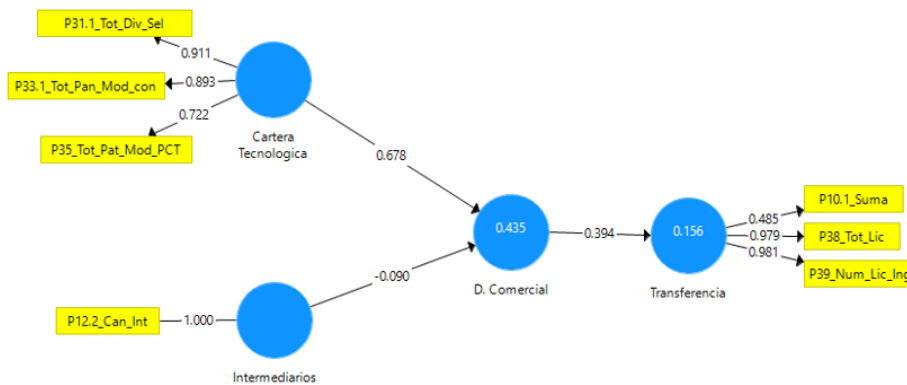 P31.1_Tot_Div_Sel
0.911
P33.1_Tot_Pan_Mod_con
0.893
0.722
P35_Tot_Pat_Mod_PCT
Cartera
Tecnologica
0.678
P10.1_Suma
0.485
0.435
0.394
0.156
0.979
P38_Tot_Lic
0.981
P39_Num_Lic_Ing
D. Comercial
Transferencia
-0.090
P12.2_Can_Int
1.000
Intermediarios